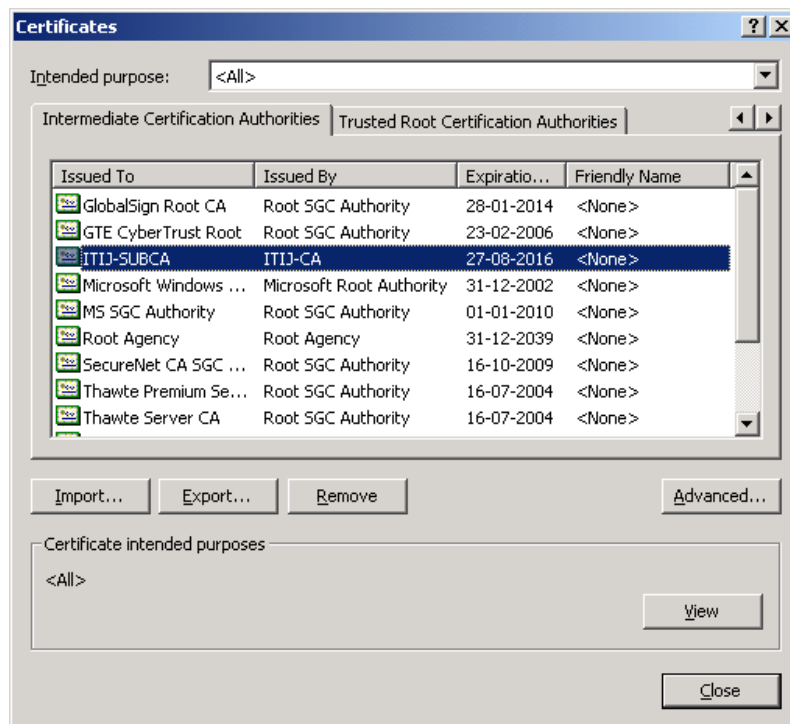 Certificates
Intended purpose: <All>
Intermediate Certification Authorities Trusted Root Certification Authorities
Issued To Issued By Expiratio... Friendly Name
GlobalSign Root CA Root SGC Authority 28-01-2014 <None>
GTE CyberTrust Root Root SGC Authority 23-02-2006 <None>
ITIJ-SUBCA ITIJ-CA 27-08-2016 <None>
Microsoft Windows ... Microsoft Root Authority 31-12-2002 <None>
MS SGC Authority Root SGC Authority 01-01-2010 <None>
Root Agency Root Agency 31-12-2039 <None>
SecureNet CA SGC ... Root SGC Authority 16-10-2009 <None>
Thawte Premium Se... Root SGC Authority 16-07-2004 <None>
Thawte Server CA Root SGC Authority 16-07-2004 <None>
Import... Export... Remove Advanced...
Certificate intended purposes
<All>
View
Close